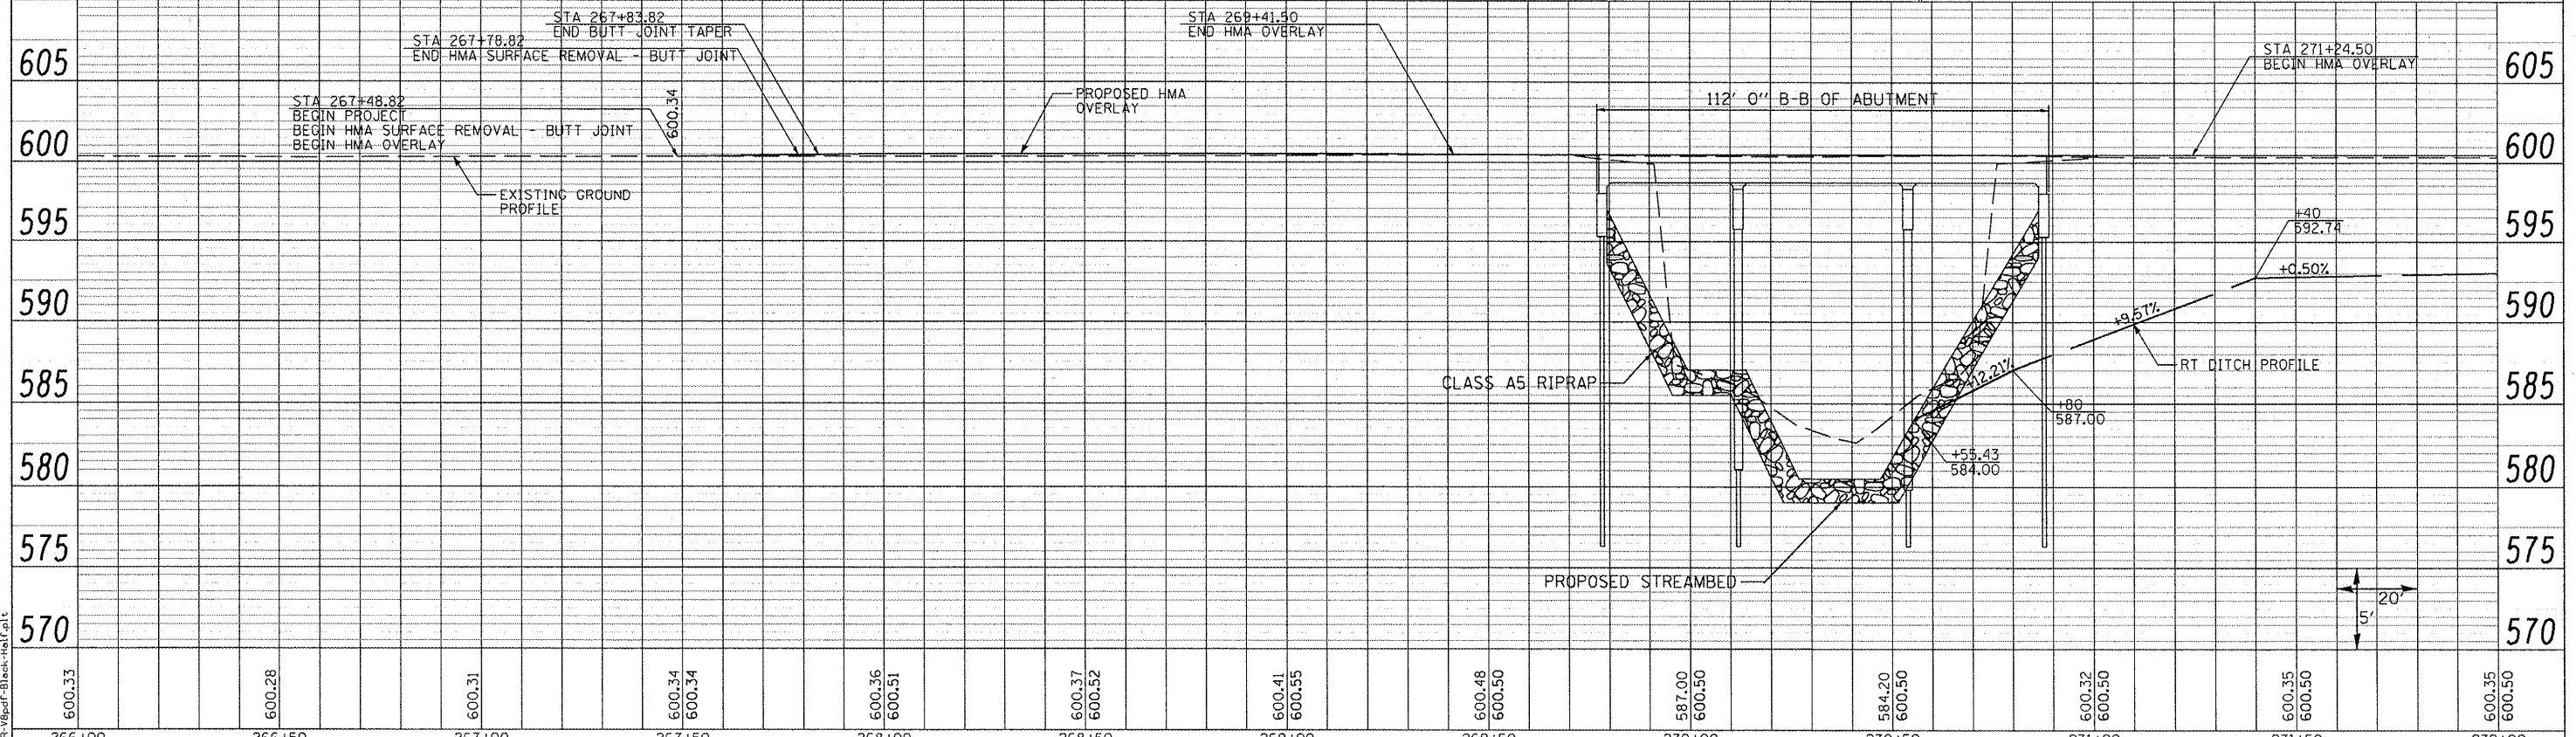 STA 267+83.82
END BUTT JOINT TAPER
STA 267+78.82
END HMA SURFACE REMOVAL - BUTT JOINT
STA 267+48.82
BEGIN PROJECT
BEGIN HMA SURFACE REMOVAL - BUTT JOINT
BEGIN HMA OVERLAY
600.34
STA 269+41.50
END HMA OVERLAY
STA 271+24.50
BEGIN HMA OVERLAY
PROPOSED HMA
OVERLAY
112' 0" B-B OF ABUTMENT
EXISTING GROUND
PROFILE
605
600
595
590
585
580
575
570
605
600
595
590
585
580
575
570
+40
592.74
+0.50%
+9.57%
RT DITCH PROFILE
+12.21%
+80
587.00
+55.43
584.00
CLASS A5 RIPRAP
PROPOSED STREAMBED
20'
5'
600.33
600.28
600.31
600.34
600.34
600.36
600.51
600.37
600.52
600.41
600.55
600.48
600.50
587.00
600.50
584.20
600.50
600.32
600.50
600.35
600.50
600.35
600.50
R-V8pdf-Black-Half.plt